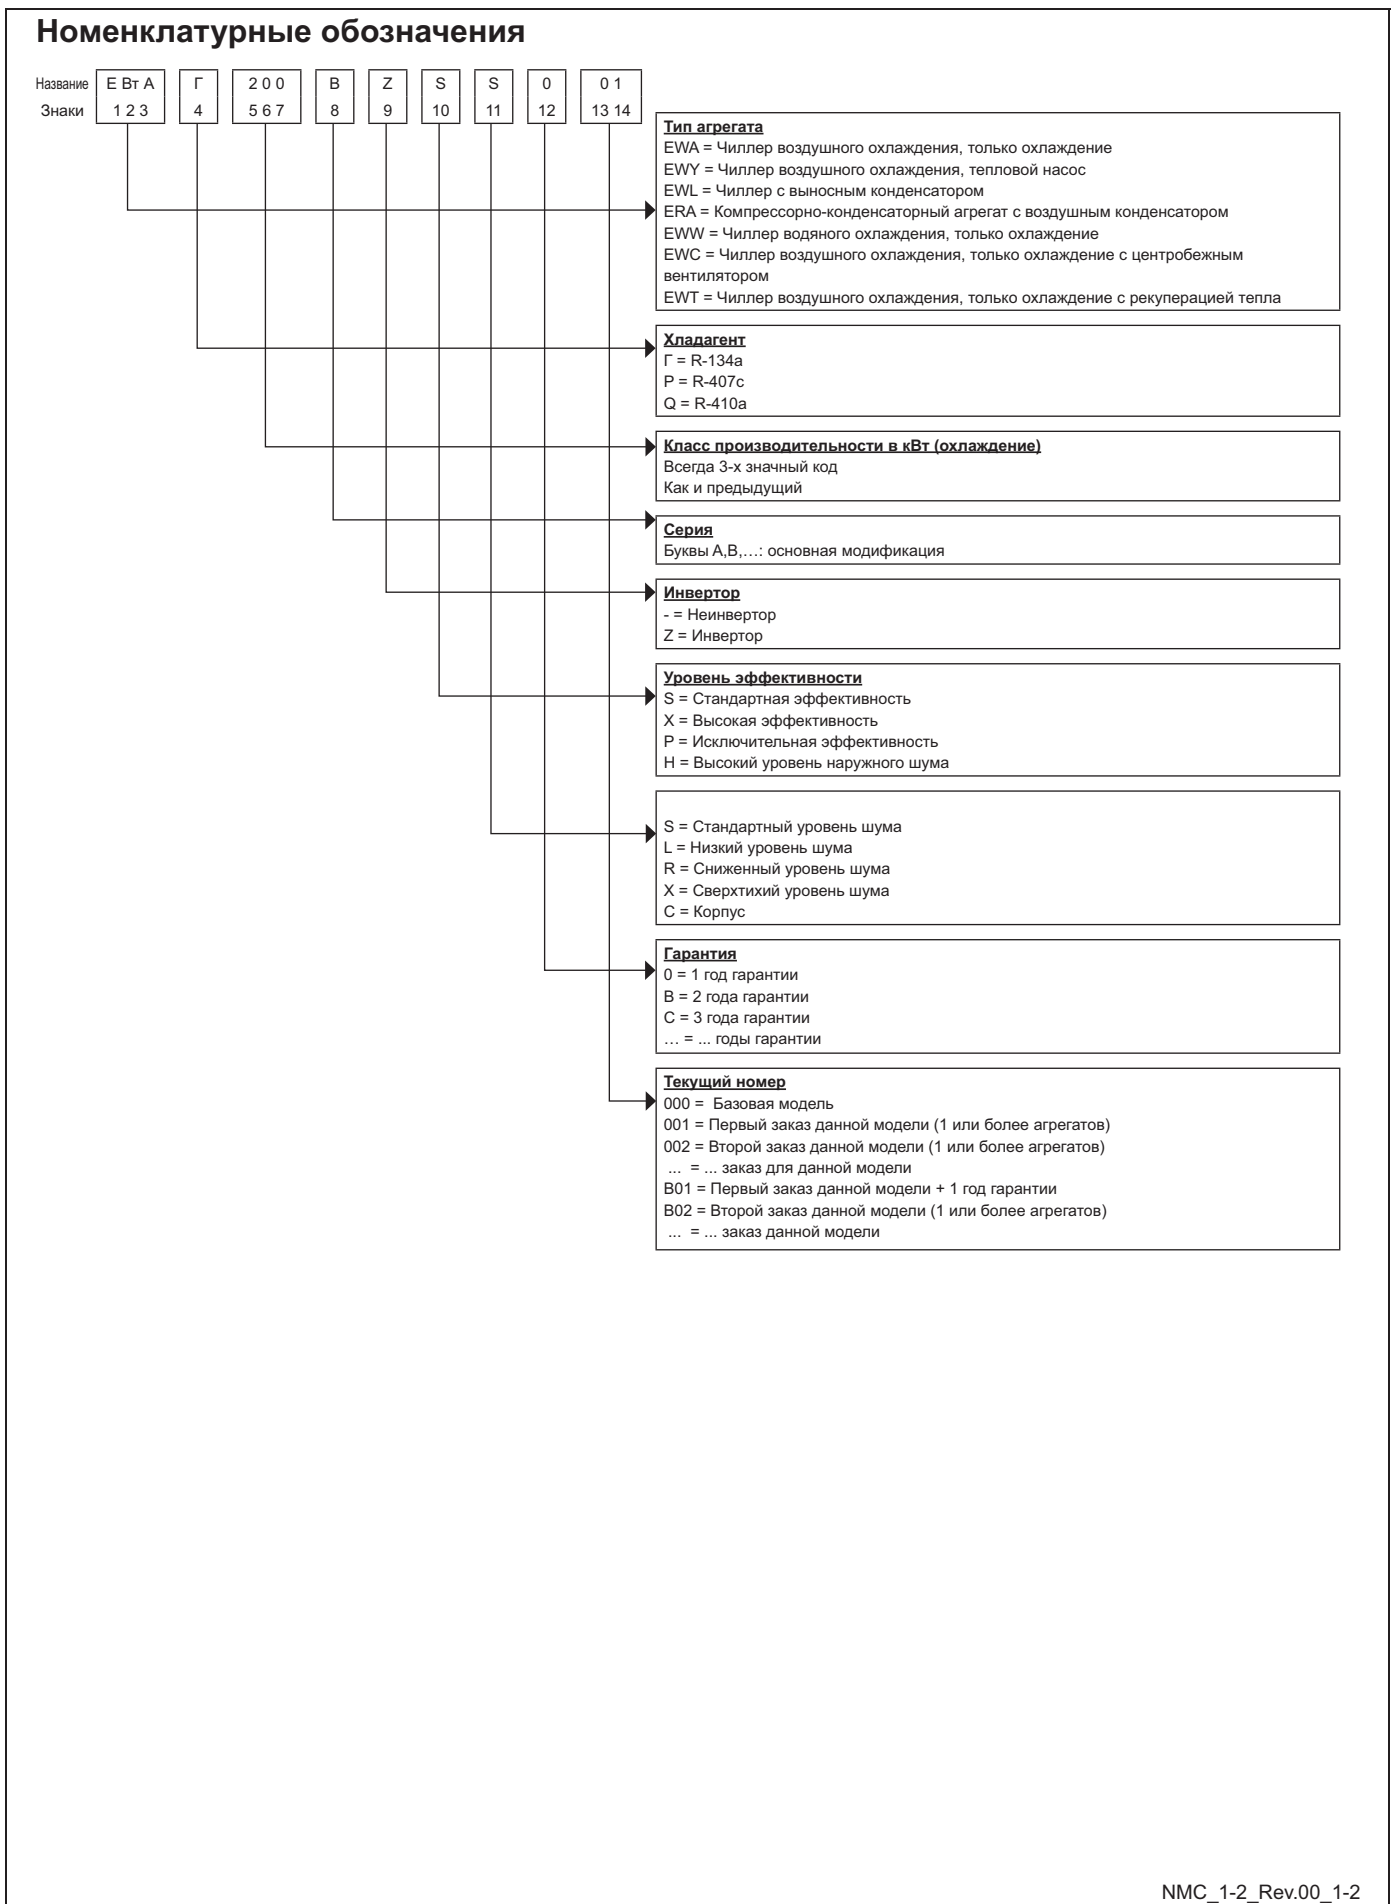 Номенклатурные обозначения
Название Е Вт А Г 2 0 0 B Z S S 0 0 1
Знаки 1 2 3 4 5 6 7 8 9 10 11 12 13 14
Тип агрегата
EWA = Чиллер воздушного охлаждения, только охлаждение
EWY = Чиллер воздушного охлаждения, тепловой насос
EWL = Чиллер с выносным конденсатором
ERA = Компрессорно-конденсаторный агрегат с воздушным конденсатором
EWW = Чиллер водяного охлаждения, только охлаждение
EWC = Чиллер воздушного охлаждения, только охлаждение с центробежным
вентилятором
EWT = Чиллер воздушного охлаждения, только охлаждение с рекуперацией тепла
Хладагент
Г = R-134a
P = R-407c
Q = R-410a
Класс производительности в кВт (охлаждение)
Всегда 3-х значный код
Как и предыдущий
Серия
Буквы A,B,…: основная модификация
Инвертор
- = Неинвертор
Z = Инвертор
Уровень эффективности
S = Стандартная эффективность
X = Высокая эффективность
P = Исключительная эффективность
H = Высокий уровень наружного шума
S = Стандартный уровень шума
L = Низкий уровень шума
R = Сниженный уровень шума
X = Сверхтихий уровень шума
C = Корпус
Гарантия
0 = 1 год гарантии
B = 2 года гарантии
C = 3 года гарантии
… = ... годы гарантии
Текущий номер
000 = Базовая модель
001 = Первый заказ данной модели (1 или более агрегатов)
002 = Второй заказ данной модели (1 или более агрегатов)
... = ... заказ для данной модели
B01 = Первый заказ данной модели + 1 год гарантии
B02 = Второй заказ данной модели (1 или более агрегатов)
... = ... заказ данной модели
NMC_1-2_Rev.00_1-2